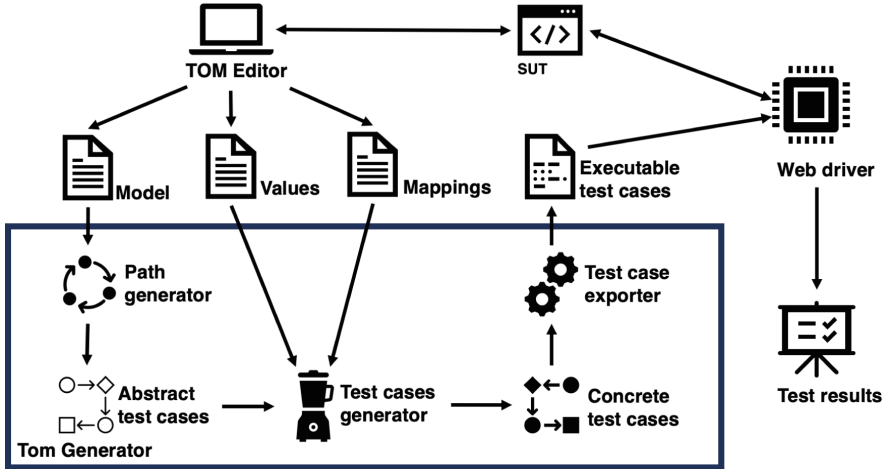 TOM Editor
SUT
</>
Web driver
Model
Values
Mappings
Executable
test cases
Path
generator
Test case
exporter
Abstract
test cases
Test cases
generator
Concrete
test cases
Test results
Tom Generator